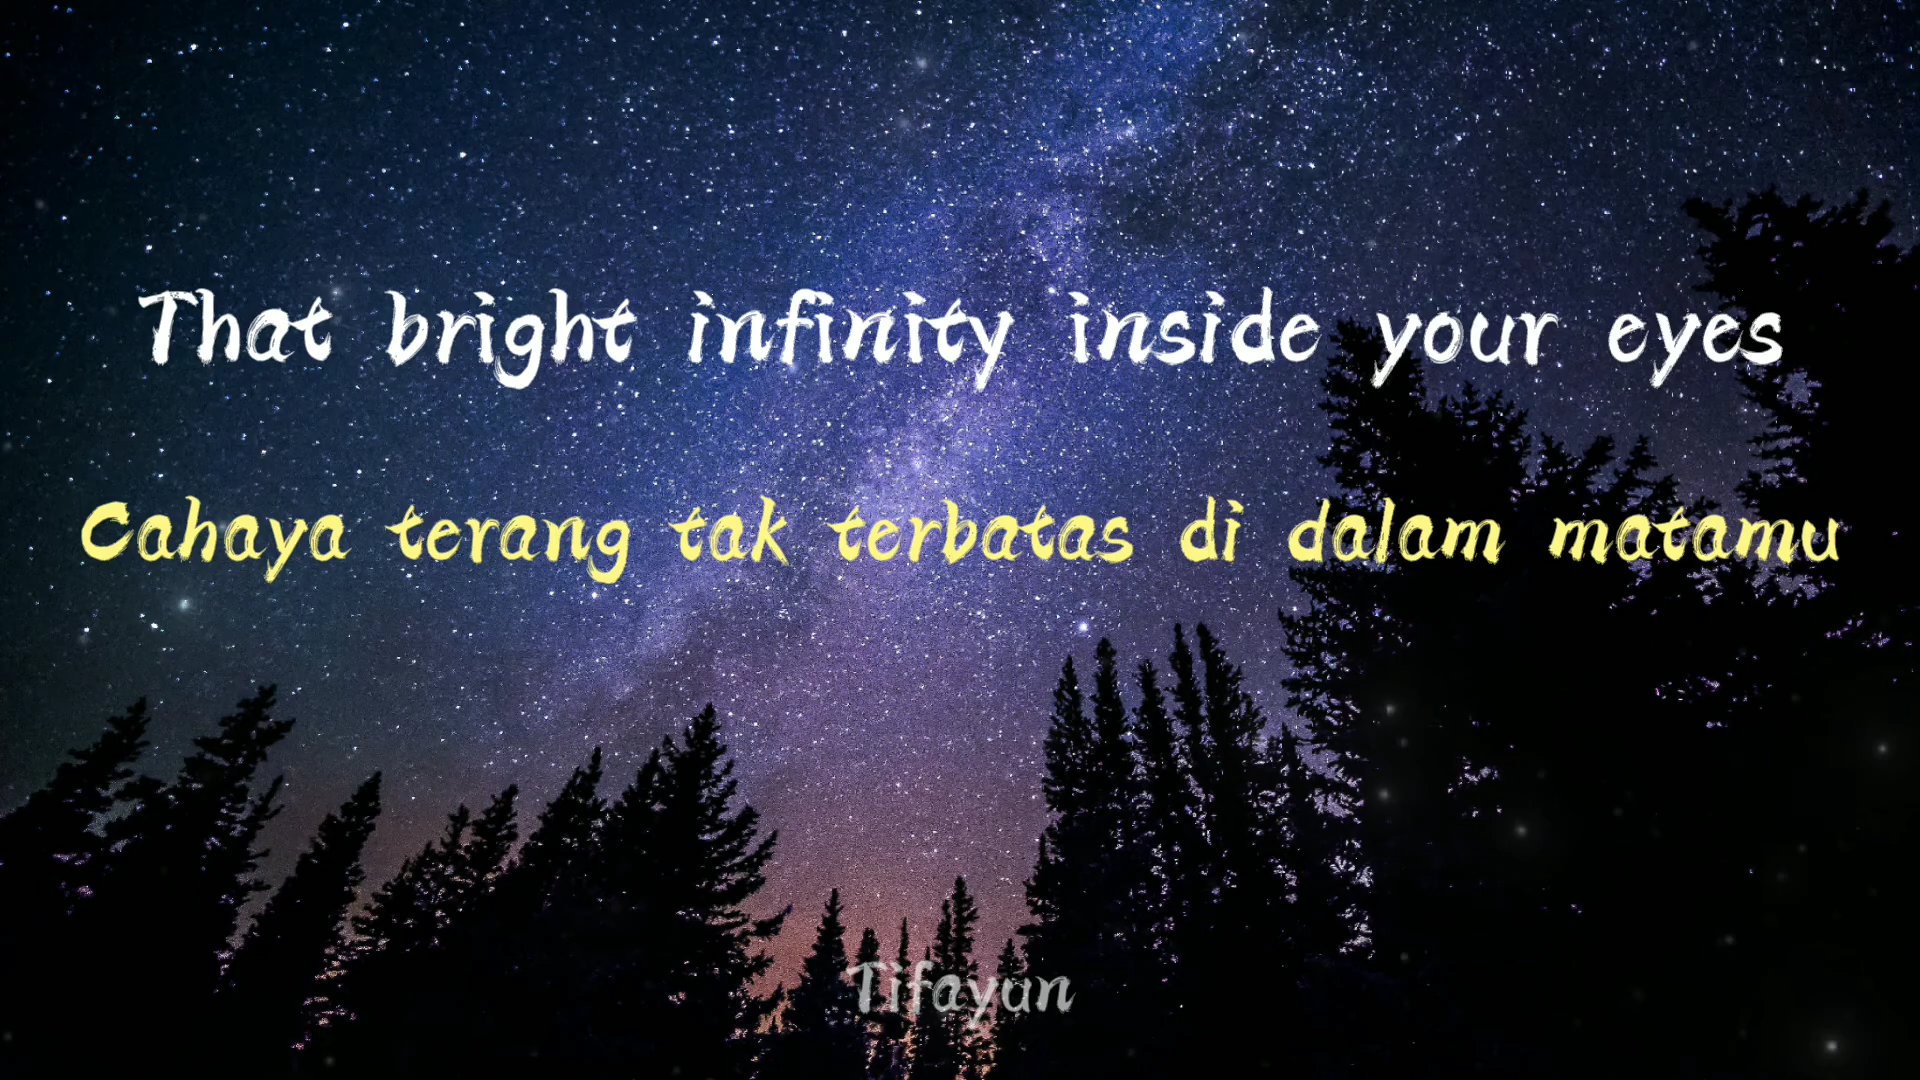 That bright infinity inside your eyes
Cahaya terang tak terbatas di dalam matamu
Tifayun